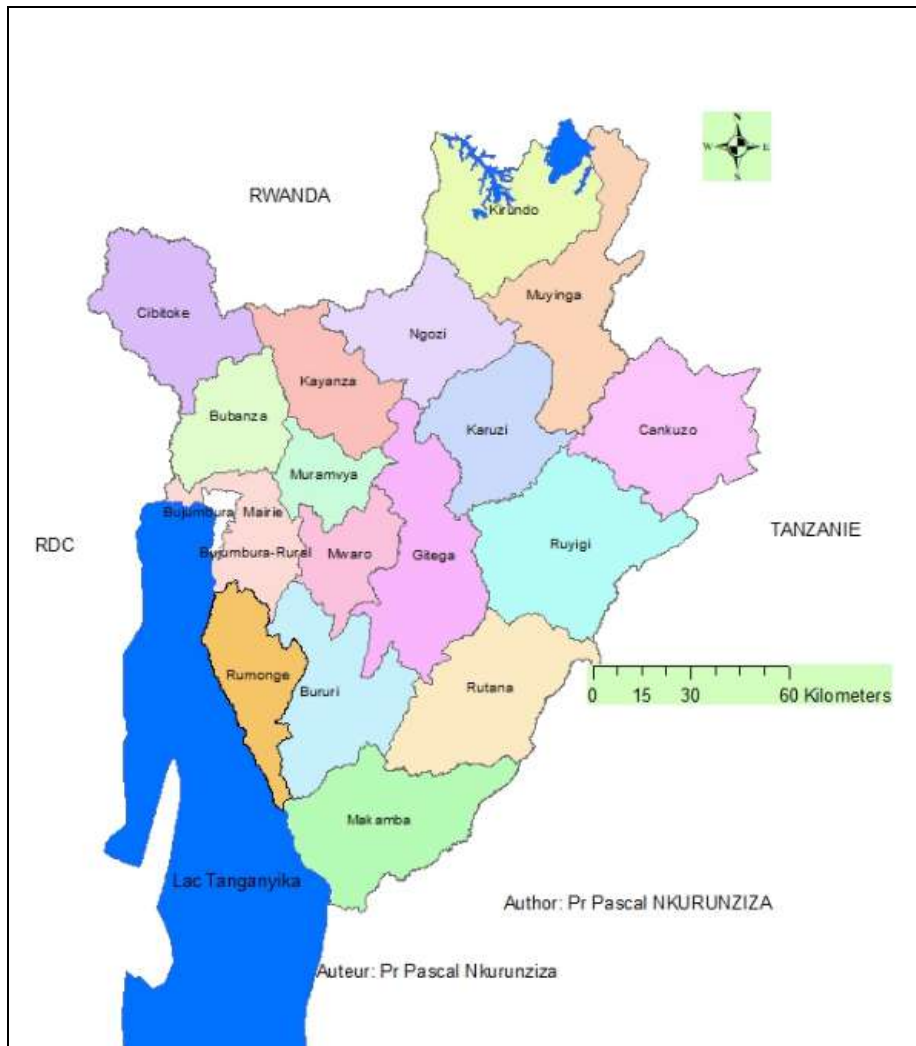 N
W E
S
RWANDA
Kirundo
Muyinga
Cibitoke
Ngozi
Kayanza
Bubanza
Karuzi
Cankuzo
Muramvya
Bujumbura Mairie
TANZANIE
RDC
Bujumbura-Rural
Mwaro
Gitega
Ruyigi
Rumonge
Bururi
Rutana
0 15 30 60 Kilometers
Makamba
Lac Tanganyika
Author: Pr Pascal NKURUNZIZA
Auteur: Pr Pascal Nkurunziza